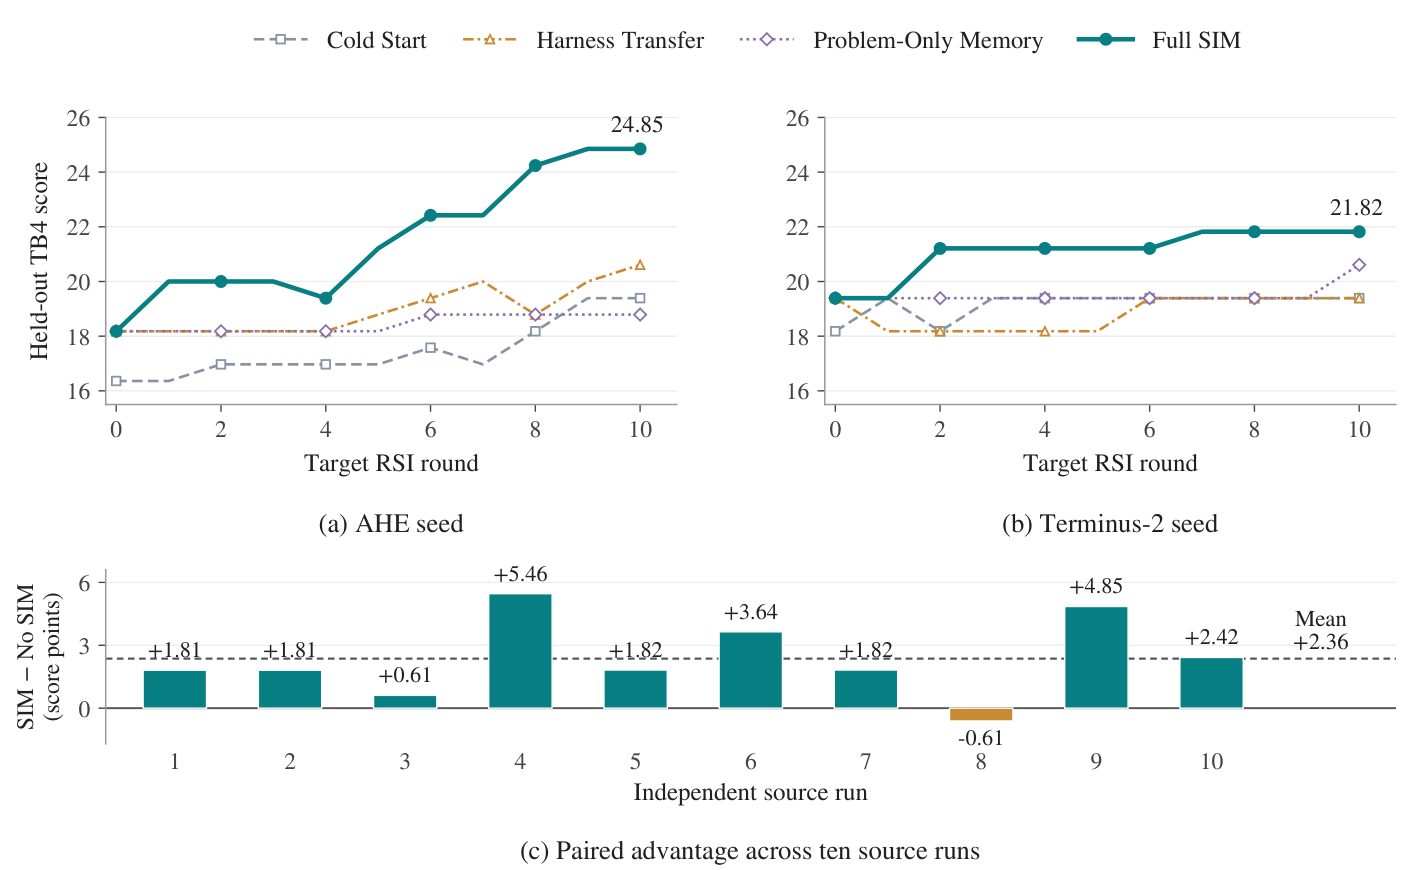 Cold Start Harness Transfer Problem-Only Memory Full SIM
Held-out TB4 score
26
24
22
20
18
16
24.85
0 2 4 6 8 10
Target RSI round
(a) AHE seed
26
24
22
20
18
16
21.82
0 2 4 6 8 10
Target RSI round
(b) Terminus-2 seed
SIM − No SIM
(score points)
6
3
0
+1.81 +1.81 +0.61 +5.46 +1.82 +3.64 +1.82 -0.61 +4.85 +2.42
Mean
+2.36
1 2 3 4 5 6 7 8 9 10
Independent source run
(c) Paired advantage across ten source runs